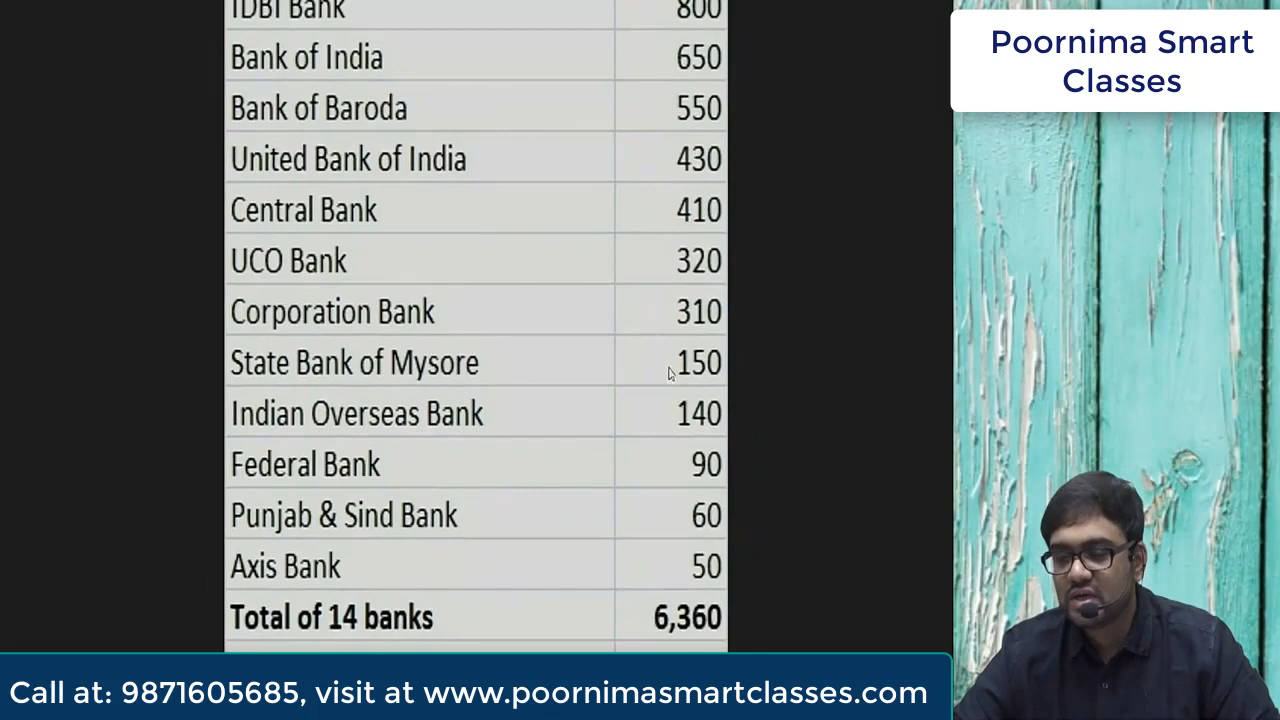 IDBI Bank 800
Bank of India 650
Bank of Baroda 550
United Bank of India 430
Central Bank 410
UCO Bank 320
Corporation Bank 310
State Bank of Mysore 150
Indian Overseas Bank 140
Federal Bank 90
Punjab & Sind Bank 60
Axis Bank 50
Total of 14 banks 6,360
Poornima Smart
Classes
Call at: 9871605685, visit at www.poornimasmartclasses.com